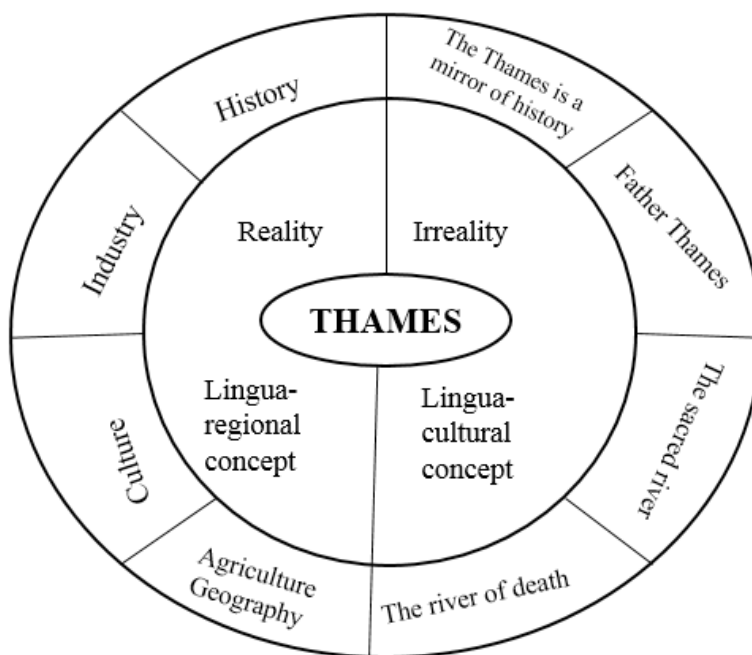 History
The Thames is a
mirror of history
Industry
Father Thames
Reality
Irreality
THAMES
Lingua-
regional
concept
Lingua-
cultural
concept
Culture
The sacred river
Agriculture
Geography
The river of death